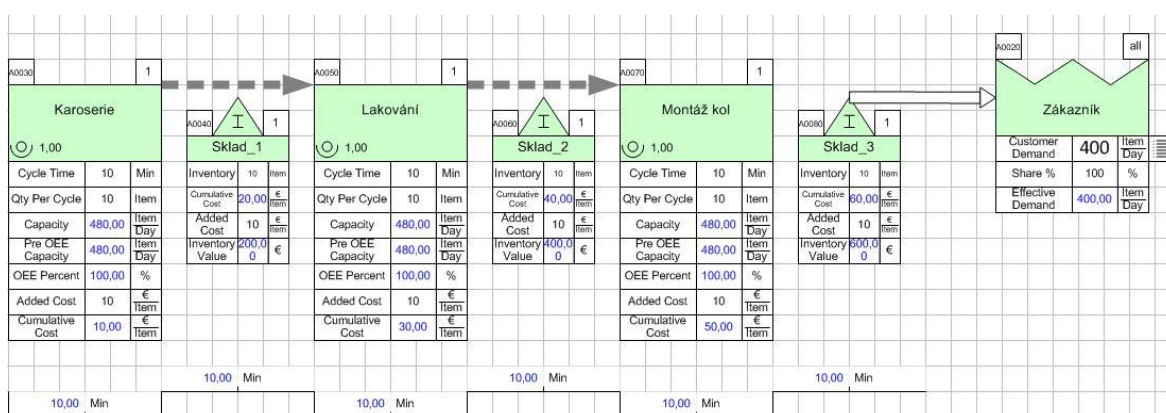 A0020 all
A0030 1
A0050 1
A0070 1
Karoserie
Lakování
Montáž kol
Zákazník
A0040 I 1
A0060 I 1
A0080 I 1
1,00 Sklad_1
1,00 Sklad_2
1,00 Sklad_3
Customer Demand 400 Item Day
Share % 100 %
Effective Demand 400,00 Item Day
Cycle Time 10 Min
Qty Per Cycle 10 Item
Capacity 480,00 Item Day
Pre OEE Capacity 480,00 Item Day
OEE Percent 100,00 %
Added Cost 10 € Item
Cumulative Cost 10,00 € Item
Inventory 10 Item
Cumulative Cost 20,00 € Item
Added Cost 10 € Item
Inventory Value 200,00 €
Cycle Time 10 Min
Qty Per Cycle 10 Item
Capacity 480,00 Item Day
Pre OEE Capacity 480,00 Item Day
OEE Percent 100,00 %
Added Cost 10 € Item
Cumulative Cost 30,00 € Item
Inventory 10 Item
Cumulative Cost 40,00 € Item
Added Cost 10 € Item
Inventory Value 400,00 €
Cycle Time 10 Min
Qty Per Cycle 10 Item
Capacity 480,00 Item Day
Pre OEE Capacity 480,00 Item Day
OEE Percent 100,00 %
Added Cost 10 € Item
Cumulative Cost 50,00 € Item
Inventory 10 Item
Cumulative Cost 60,00 € Item
Added Cost 10 € Item
Inventory Value 600,00 €
10,00 Min
10,00 Min
10,00 Min
10,00 Min
10,00 Min
10,00 Min